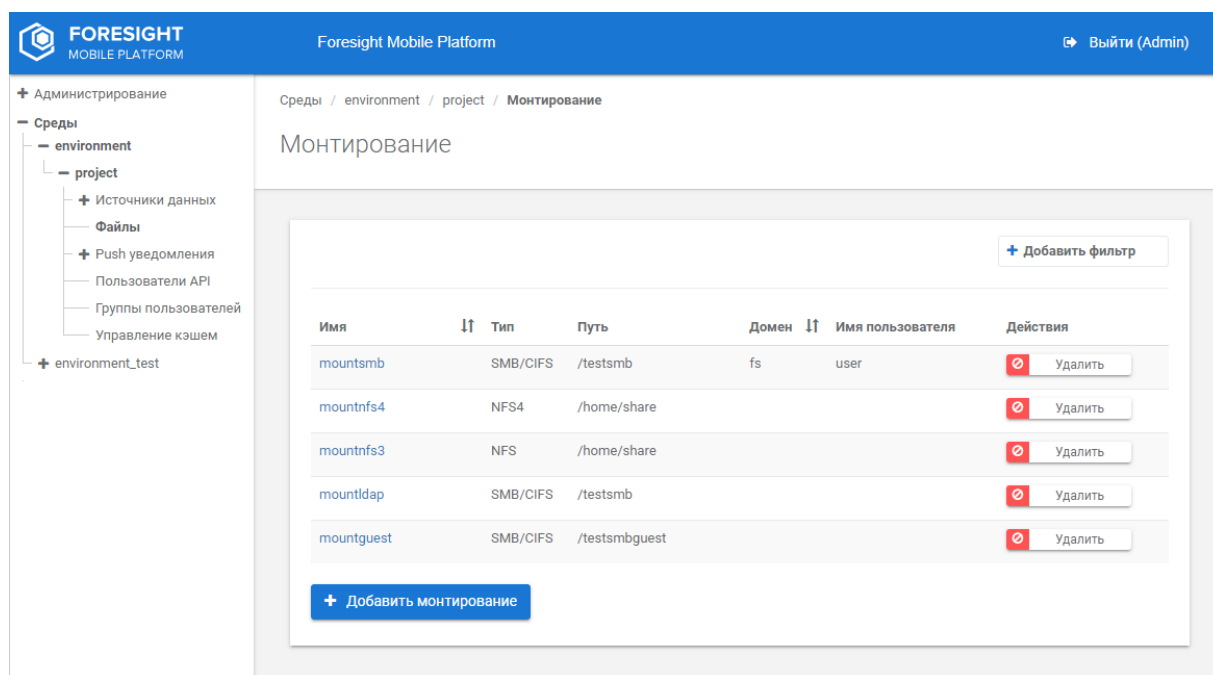 FORESIGHT
MOBILE PLATFORM
Foresight Mobile Platform
Выйти (Admin)
Администрирование
Среды
environment
project
Источники данных
Файлы
Push уведомления
Пользователи API
Группы пользователей
Управление кэшем
environment_test
Среды / environment / project / Монтирование
Монтирование
Добавить фильтр
Имя Тип Путь Домен Имя пользователя Действия
mountsmb SMB/CIFS /testsmb fs user Удалить
mountnfs4 NFS4 /home/share Удалить
mountnfs3 NFS /home/share Удалить
mountldap SMB/CIFS /testsmb Удалить
mountguest SMB/CIFS /testsmbguest Удалить
Добавить монтирование